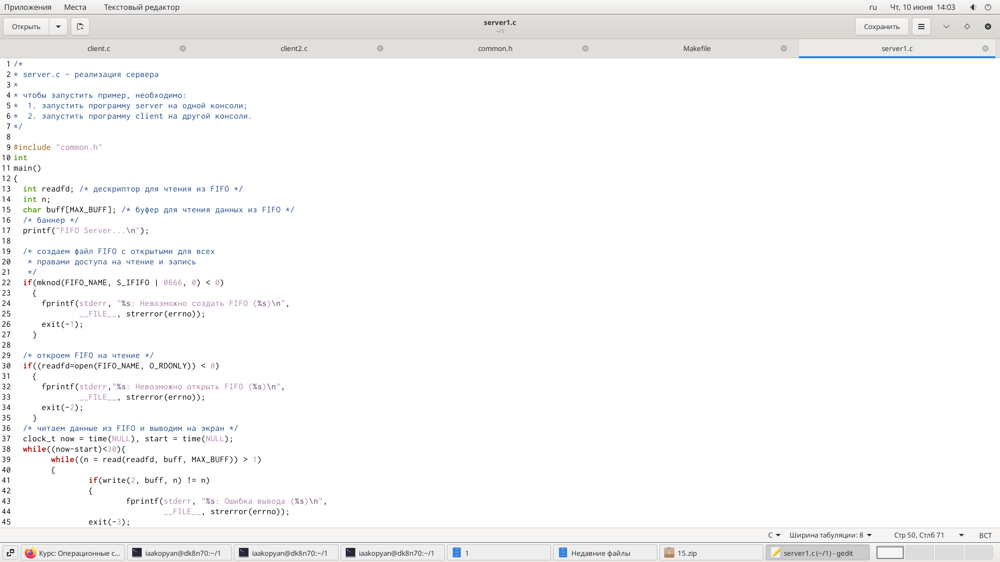 Приложения Места Текстовый редактор ru Чт, 10 июня 14:03
Открыть server1.c Сохранить
~/1
client.c client2.c common.h Makefile server1.c
1 /*
2 * server.c - реализация сервера
3 *
4 * чтобы запустить пример, необходимо:
5 *  1. запустить программу server на одной консоли;
6 *  2. запустить программу client на другой консоли.
7 */
8
9 #include "common.h"
10 int
11 main()
12 {
13   int readfd; /* дескриптор для чтения из FIFO */
14   int n;
15   char buff[MAX_BUFF]; /* буфер для чтения данных из FIFO */
16   /* баннер */
17   printf("FIFO Server...\n");
18
19   /* создаем файл FIFO с открытыми для всех
20    * правами доступа на чтение и запись
21    */
22   if(mknod(FIFO_NAME, S_IFIFO | 0666, 0) < 0)
23     {
24       fprintf(stderr, "%s: Невозможно создать FIFO (%s)\n",
25               __FILE__, strerror(errno));
26       exit(-1);
27     }
28
29   /* откроем FIFO на чтение */
30   if((readfd=open(FIFO_NAME, O_RDONLY)) < 0)
31     {
32       fprintf(stderr,"%s: Невозможно открыть FIFO (%s)\n",
33               __FILE__, strerror(errno));
34       exit(-2);
35     }
36   /* читаем данные из FIFO и выводим на экран */
37   clock_t now = time(NULL), start = time(NULL);
38   while((now-start)<30){
39         while((n = read(readfd, buff, MAX_BUFF)) > 1)
40         {
41                 if(write(2, buff, n) != n)
42                 {
43                         fprintf(stderr, "%s: Ошибка вывода (%s)\n",
44                                 __FILE__, strerror(errno));
45                 exit(-3);
C Ширина табуляции: 8 Стр 50, Стлб 71 ВСТ
Курс: Операционные с... iaakopyan@dk8n70:~/1 iaakopyan@dk8n70:~/1 iaakopyan@dk8n70:~/1 1 Недавние файлы 15.zip server1.c (~/1) - gedit